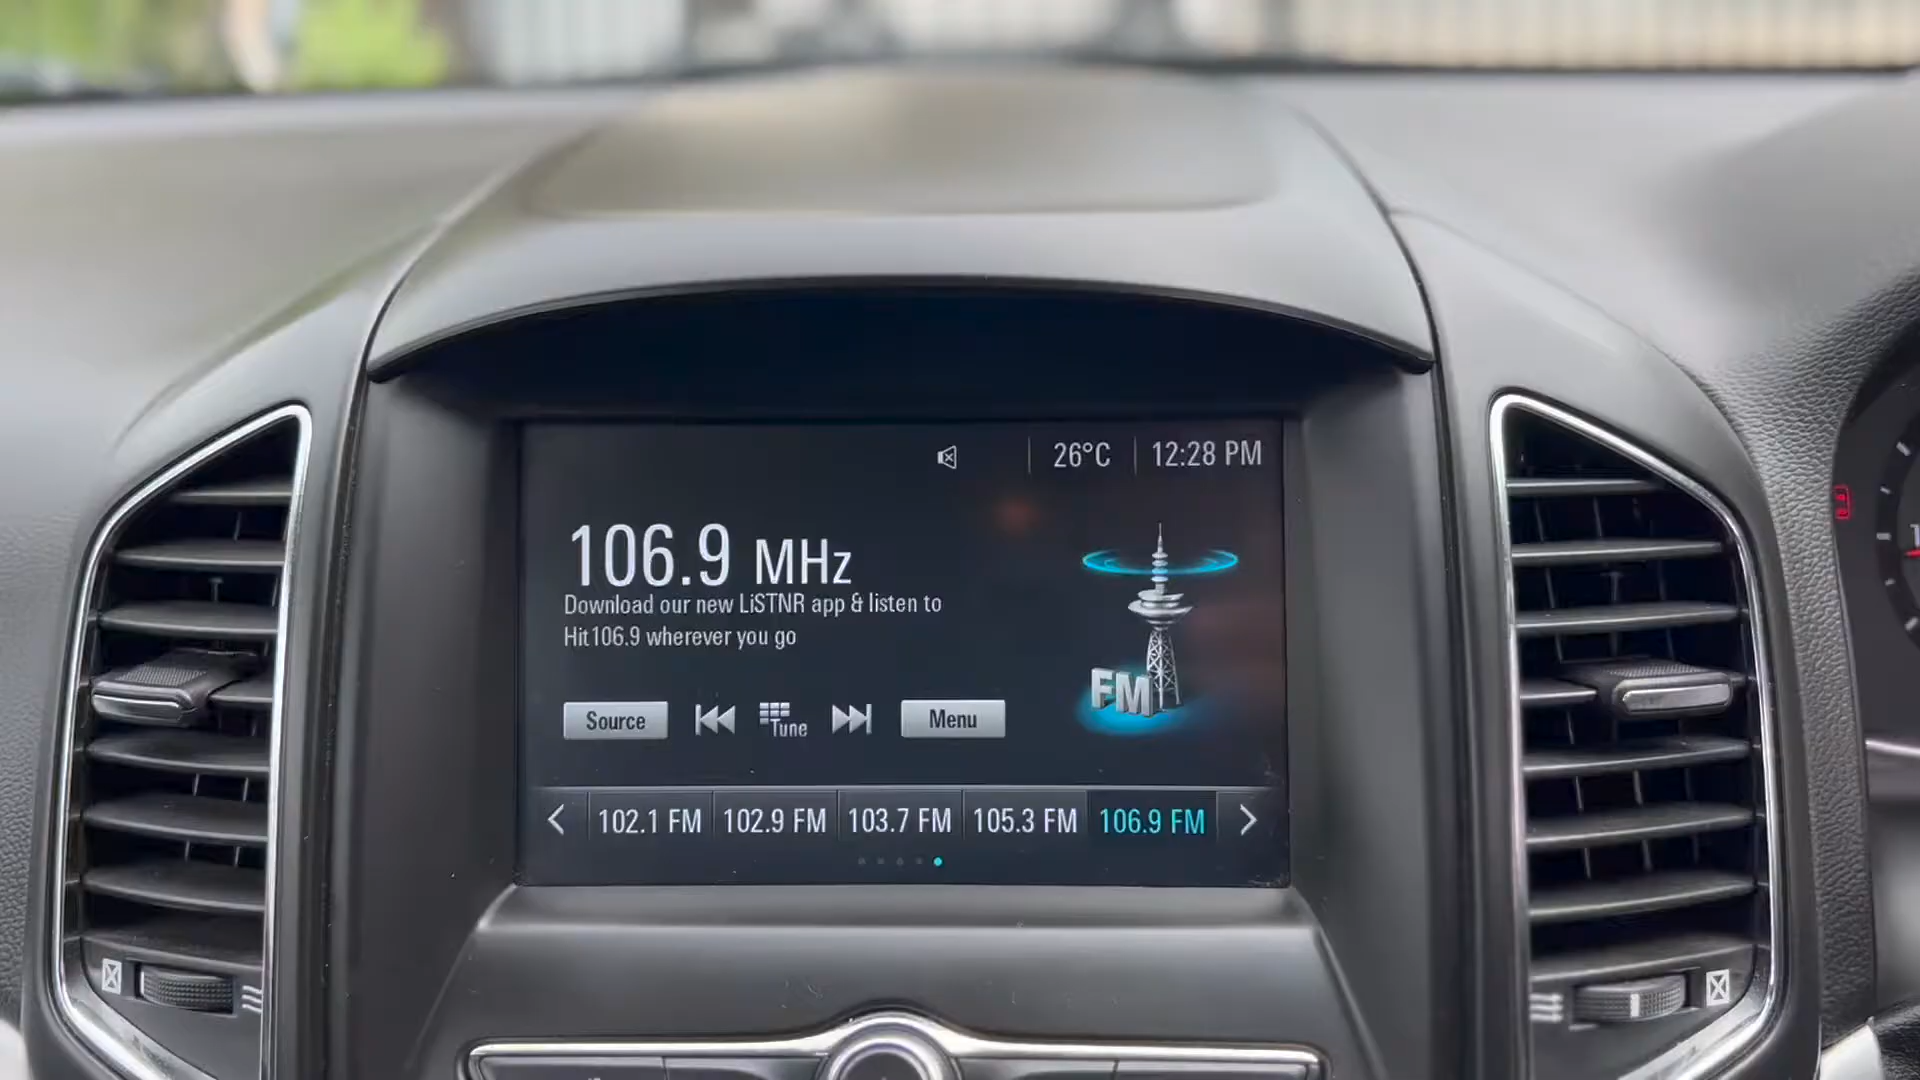 26°C 12:28 PM
106.9 MHz
Download our new LiSTNR app & listen to
Hit106.9 wherever you go
FM
Source Tune Menu
102.1 FM 102.9 FM 103.7 FM 105.3 FM 106.9 FM